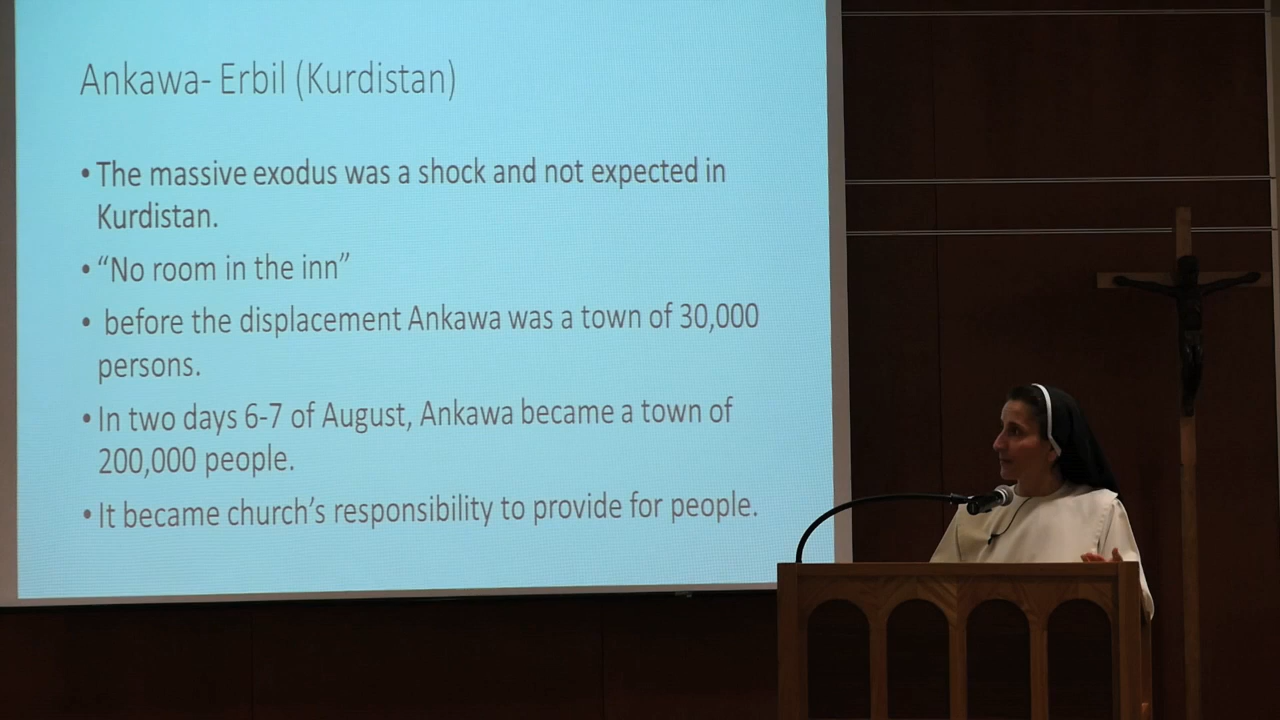 Ankawa- Erbil (Kurdistan)
• The massive exodus was a shock and not expected in
Kurdistan.
• “No room in the inn”
• before the displacement Ankawa was a town of 30,000
persons.
• In two days 6-7 of August, Ankawa became a town of
200,000 people.
• It became church’s responsibility to provide for people.